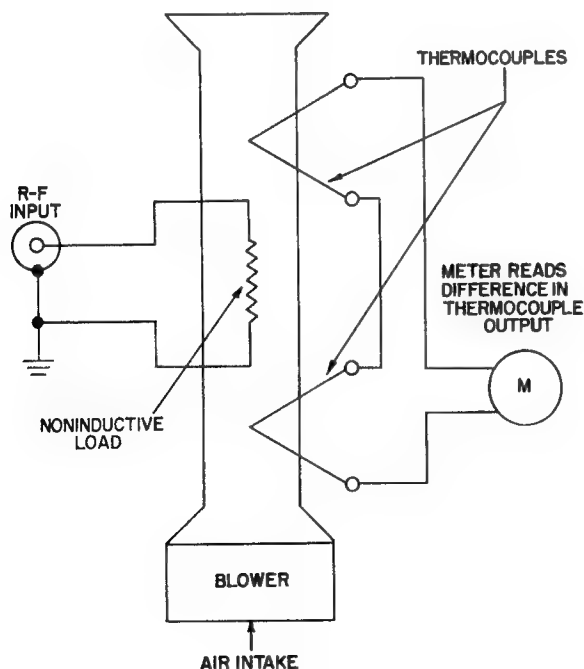 THERMOCOUPLES
R-F
INPUT
METER READS
DIFFERENCE IN
THERMOCOUPLE
OUTPUT
M
NONINDUCTIVE
LOAD
BLOWER
AIR INTAKE